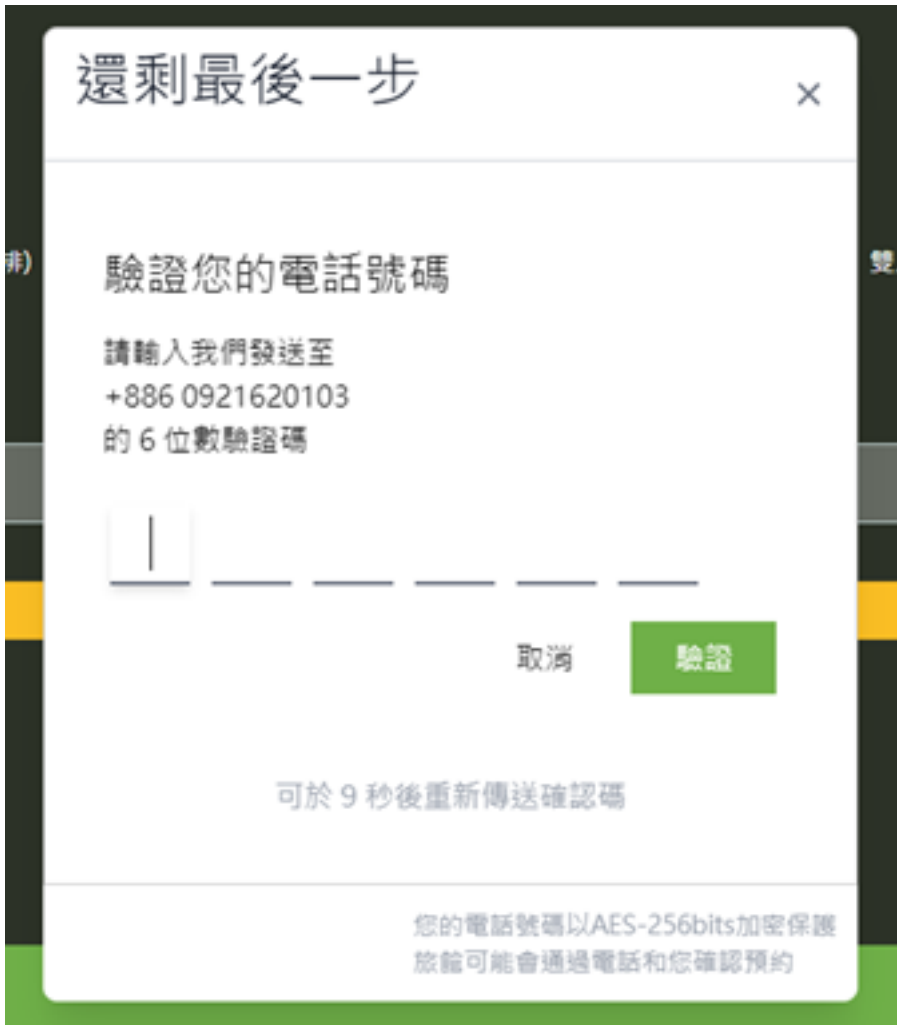 還剩最後一步
×
排)
雙
驗證您的電話號碼
請輸入我們發送至
+886 0921620103
的 6 位數驗證碼
取消
驗證
可於 9 秒後重新傳送確認碼
您的電話號碼以AES-256bits加密保護
旅館可能會通過電話和您確認預約